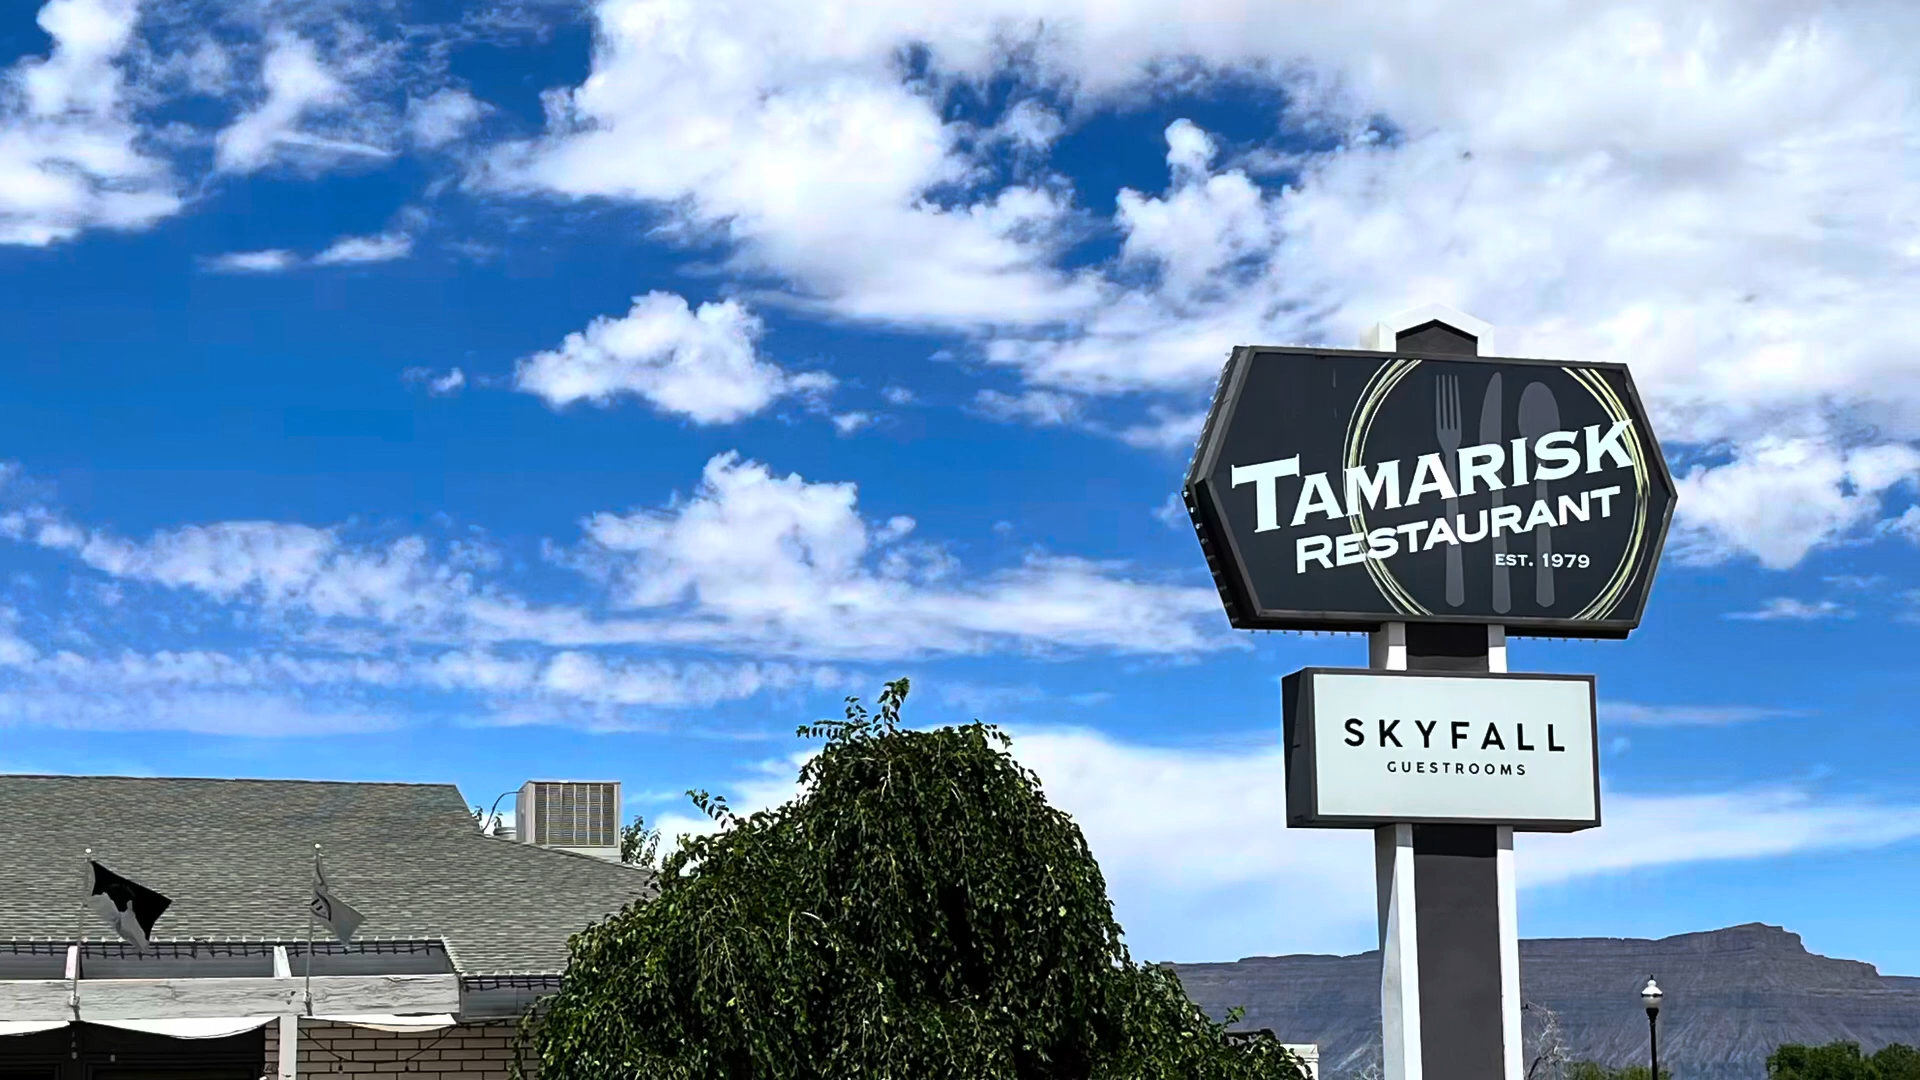 TAMARISK
RESTAURANT
EST. 1979
SKYFALL
GUESTROOMS